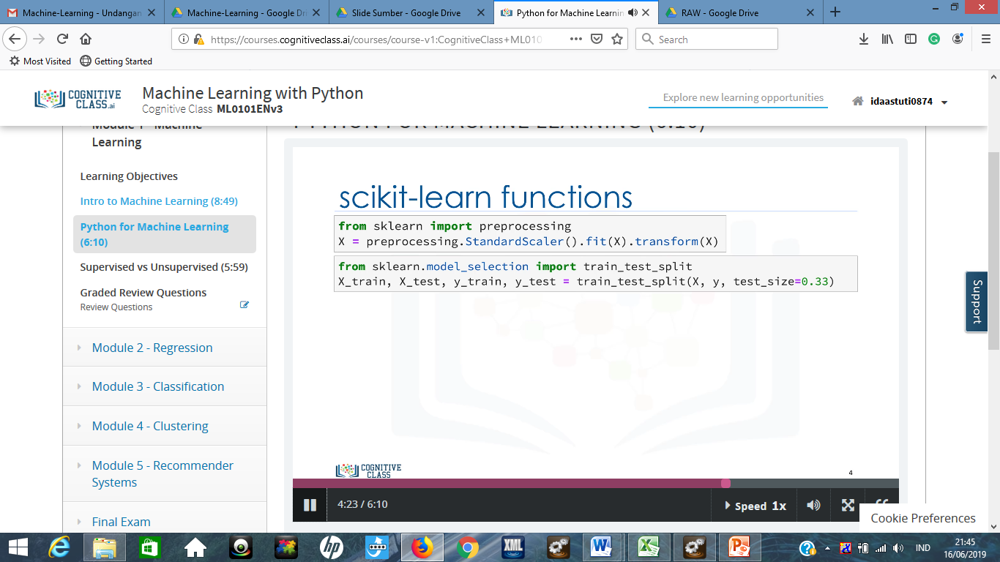 Machine-Learning - Undangan
Machine-Learning - Google Dri
Slide Sumber - Google Drive
Python for Machine Learnin
RAW - Google Drive
https://courses.cognitiveclass.ai/courses/course-v1:CognitiveClass+ML010
Search
Most Visited
Getting Started
COGNITIVE
CLASS.ai
Machine Learning with Python
Cognitive Class ML0101ENv3
Explore new learning opportunities
idaastuti0874
Module 1 - Machine
Learning
Learning Objectives
Intro to Machine Learning (8:49)
Python for Machine Learning
(6:10)
Supervised vs Unsupervised (5:59)
Graded Review Questions
Review Questions
Module 2 - Regression
Module 3 - Classification
Module 4 - Clustering
Module 5 - Recommender
Systems
Final Exam
PYTHON FOR MACHINE LEARNING (6:10)
scikit-learn functions
from sklearn import preprocessing
X = preprocessing.StandardScaler().fit(X).transform(X)
from sklearn.model_selection import train_test_split
X_train, X_test, y_train, y_test = train_test_split(X, y, test_size=0.33)
COGNITIVE
CLASS
4
4:23 / 6:10
Speed 1x
Support
Cookie Preferences
hp
XML
IND
21:45
16/06/2019